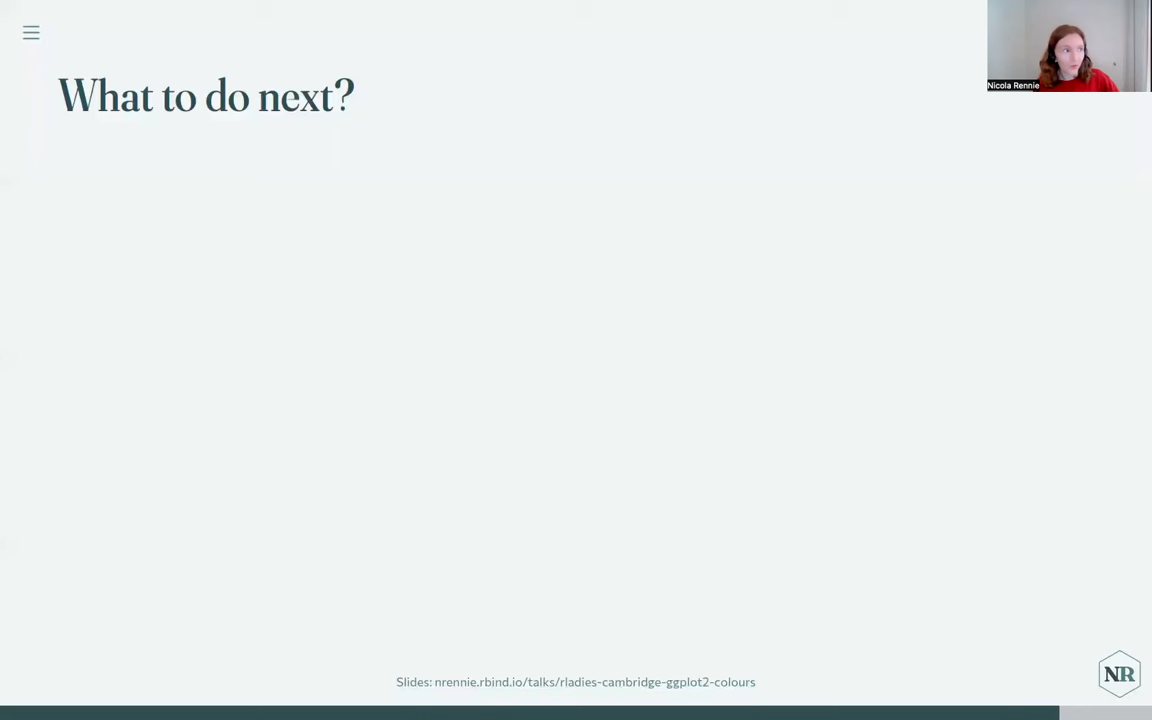 What to do next?
Nicola Rennie
Slides: nrennie.rbind.io/talks/rladies-cambridge-ggplot2-colours
NR